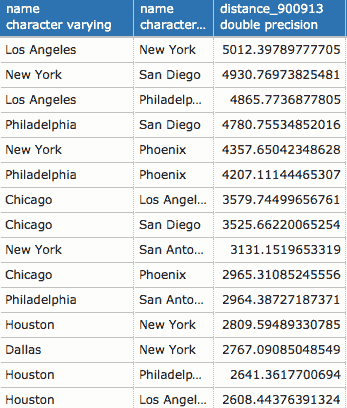 name name distance_900913
character varying character... double precision
Los Angeles New York 5012.39789777705
New York San Diego 4930.76973825481
Los Angeles Philadelp... 4865.7736877805
Philadelphia San Diego 4780.75534852016
New York Phoenix 4357.65042348628
Philadelphia Phoenix 4207.11144465307
Chicago Los Angel... 3579.74499656761
Chicago San Diego 3525.66220065254
New York San Anto... 3131.1519653319
Chicago Phoenix 2965.31085245556
Philadelphia San Anto... 2964.38727187371
Houston New York 2809.59489330785
Dallas New York 2767.09085048549
Houston Philadelp... 2641.3617700694
Houston Los Angel... 2608.44376391324